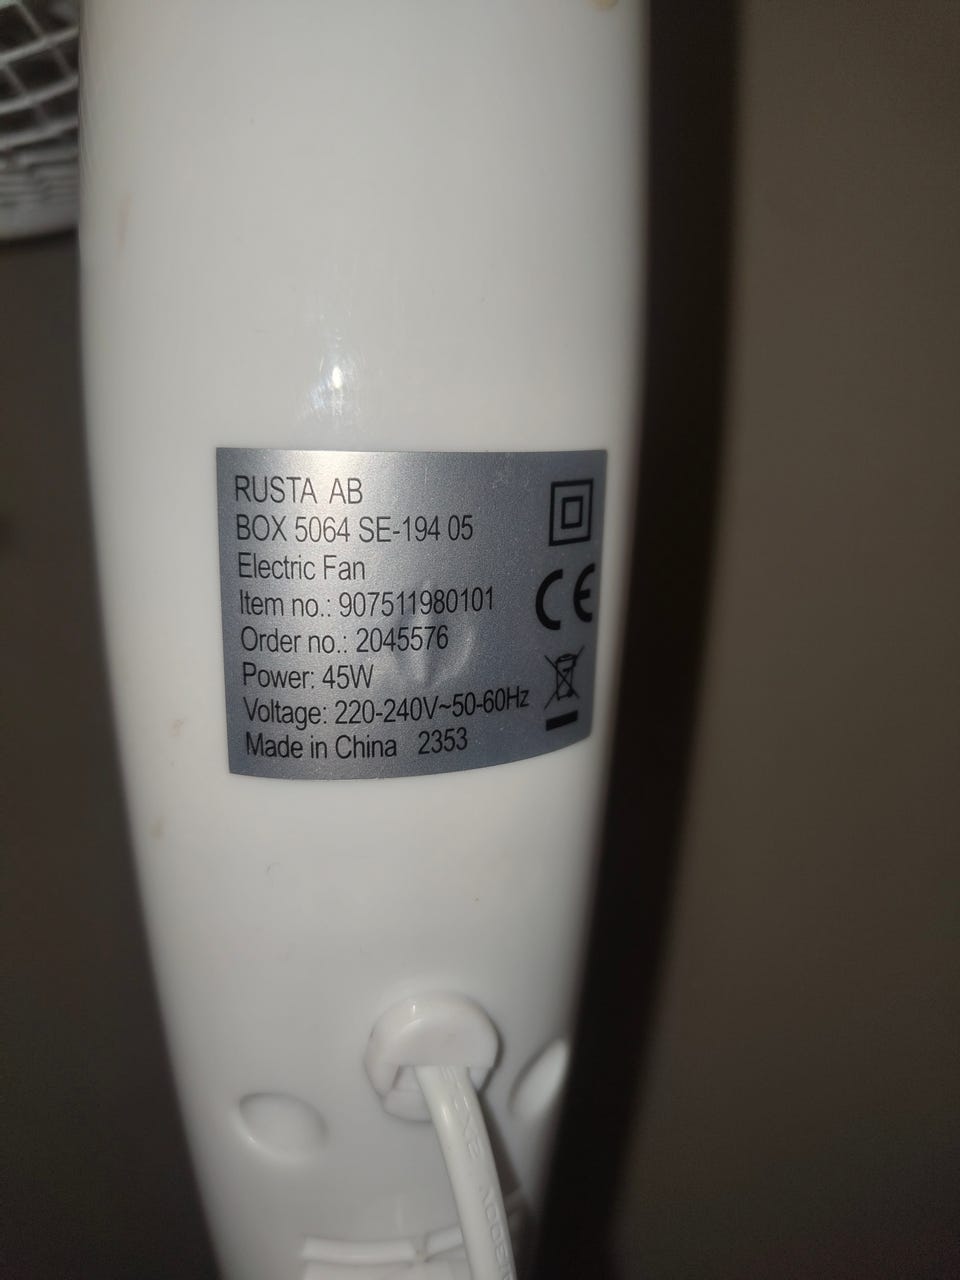 RUSTA AB
BOX 5064 SE-194 05
Electric Fan
Item no.: 907511980101
Order no.: 2045576
Power: 45W
Voltage: 220-240V~50-60Hz
Made in China 2353
CE